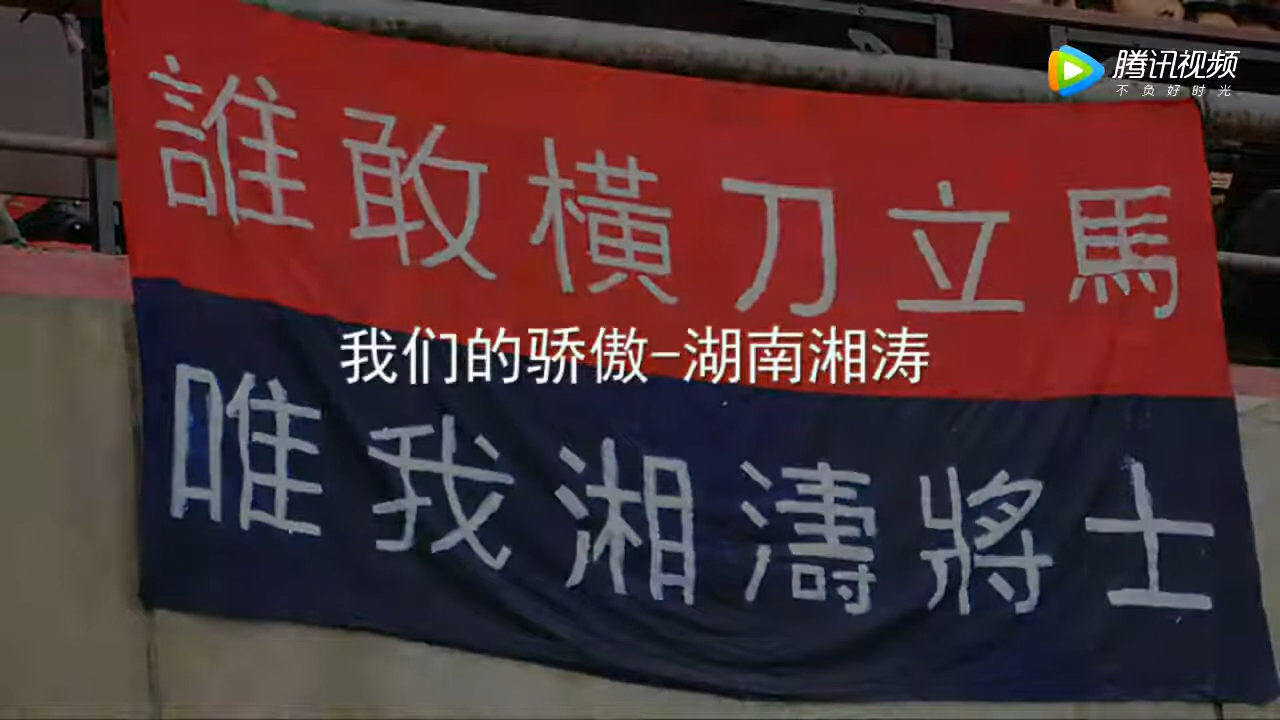 腾讯视频
不负好时光
誰敢橫刀立馬
我们的骄傲-湖南湘涛
唯我湘濤將士